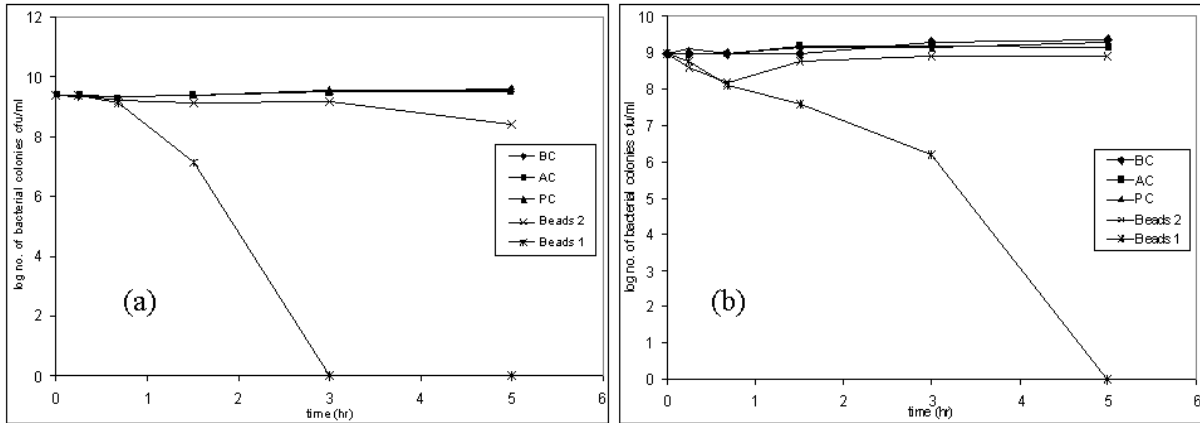 12
10
8
6
4
2
0
log no. of bacterial colonies cfu/ml
0 1 2 3 4 5 6
time (hr)
BC
AC
PC
Beads 2
Beads 1
(a)
10
9
8
7
6
5
4
3
2
1
0
log no. of bacterial colonies cfu/ml
0 1 2 3 4 5 6
time (hr)
BC
AC
PC
Beads 2
Beads 1
(b)